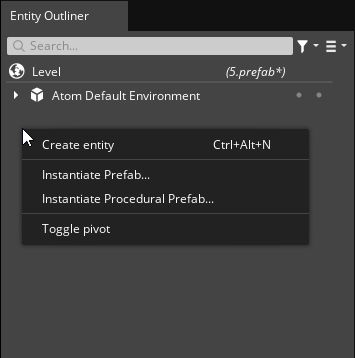 Entity Outliner
Search...
Level (5.prefab*)
Atom Default Environment
Create entity Ctrl+Alt+N
Instantiate Prefab...
Instantiate Procedural Prefab...
Toggle pivot